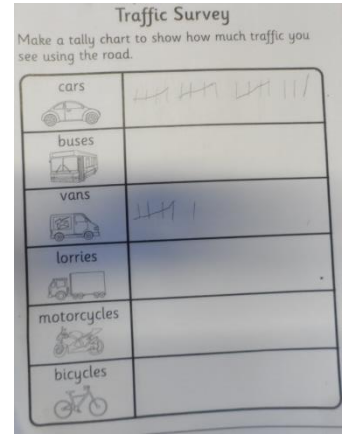 Traffic Survey
Make a tally chart to show how much traffic you
see using the road.
cars
buses
vans
lorries
motorcycles
bicycles